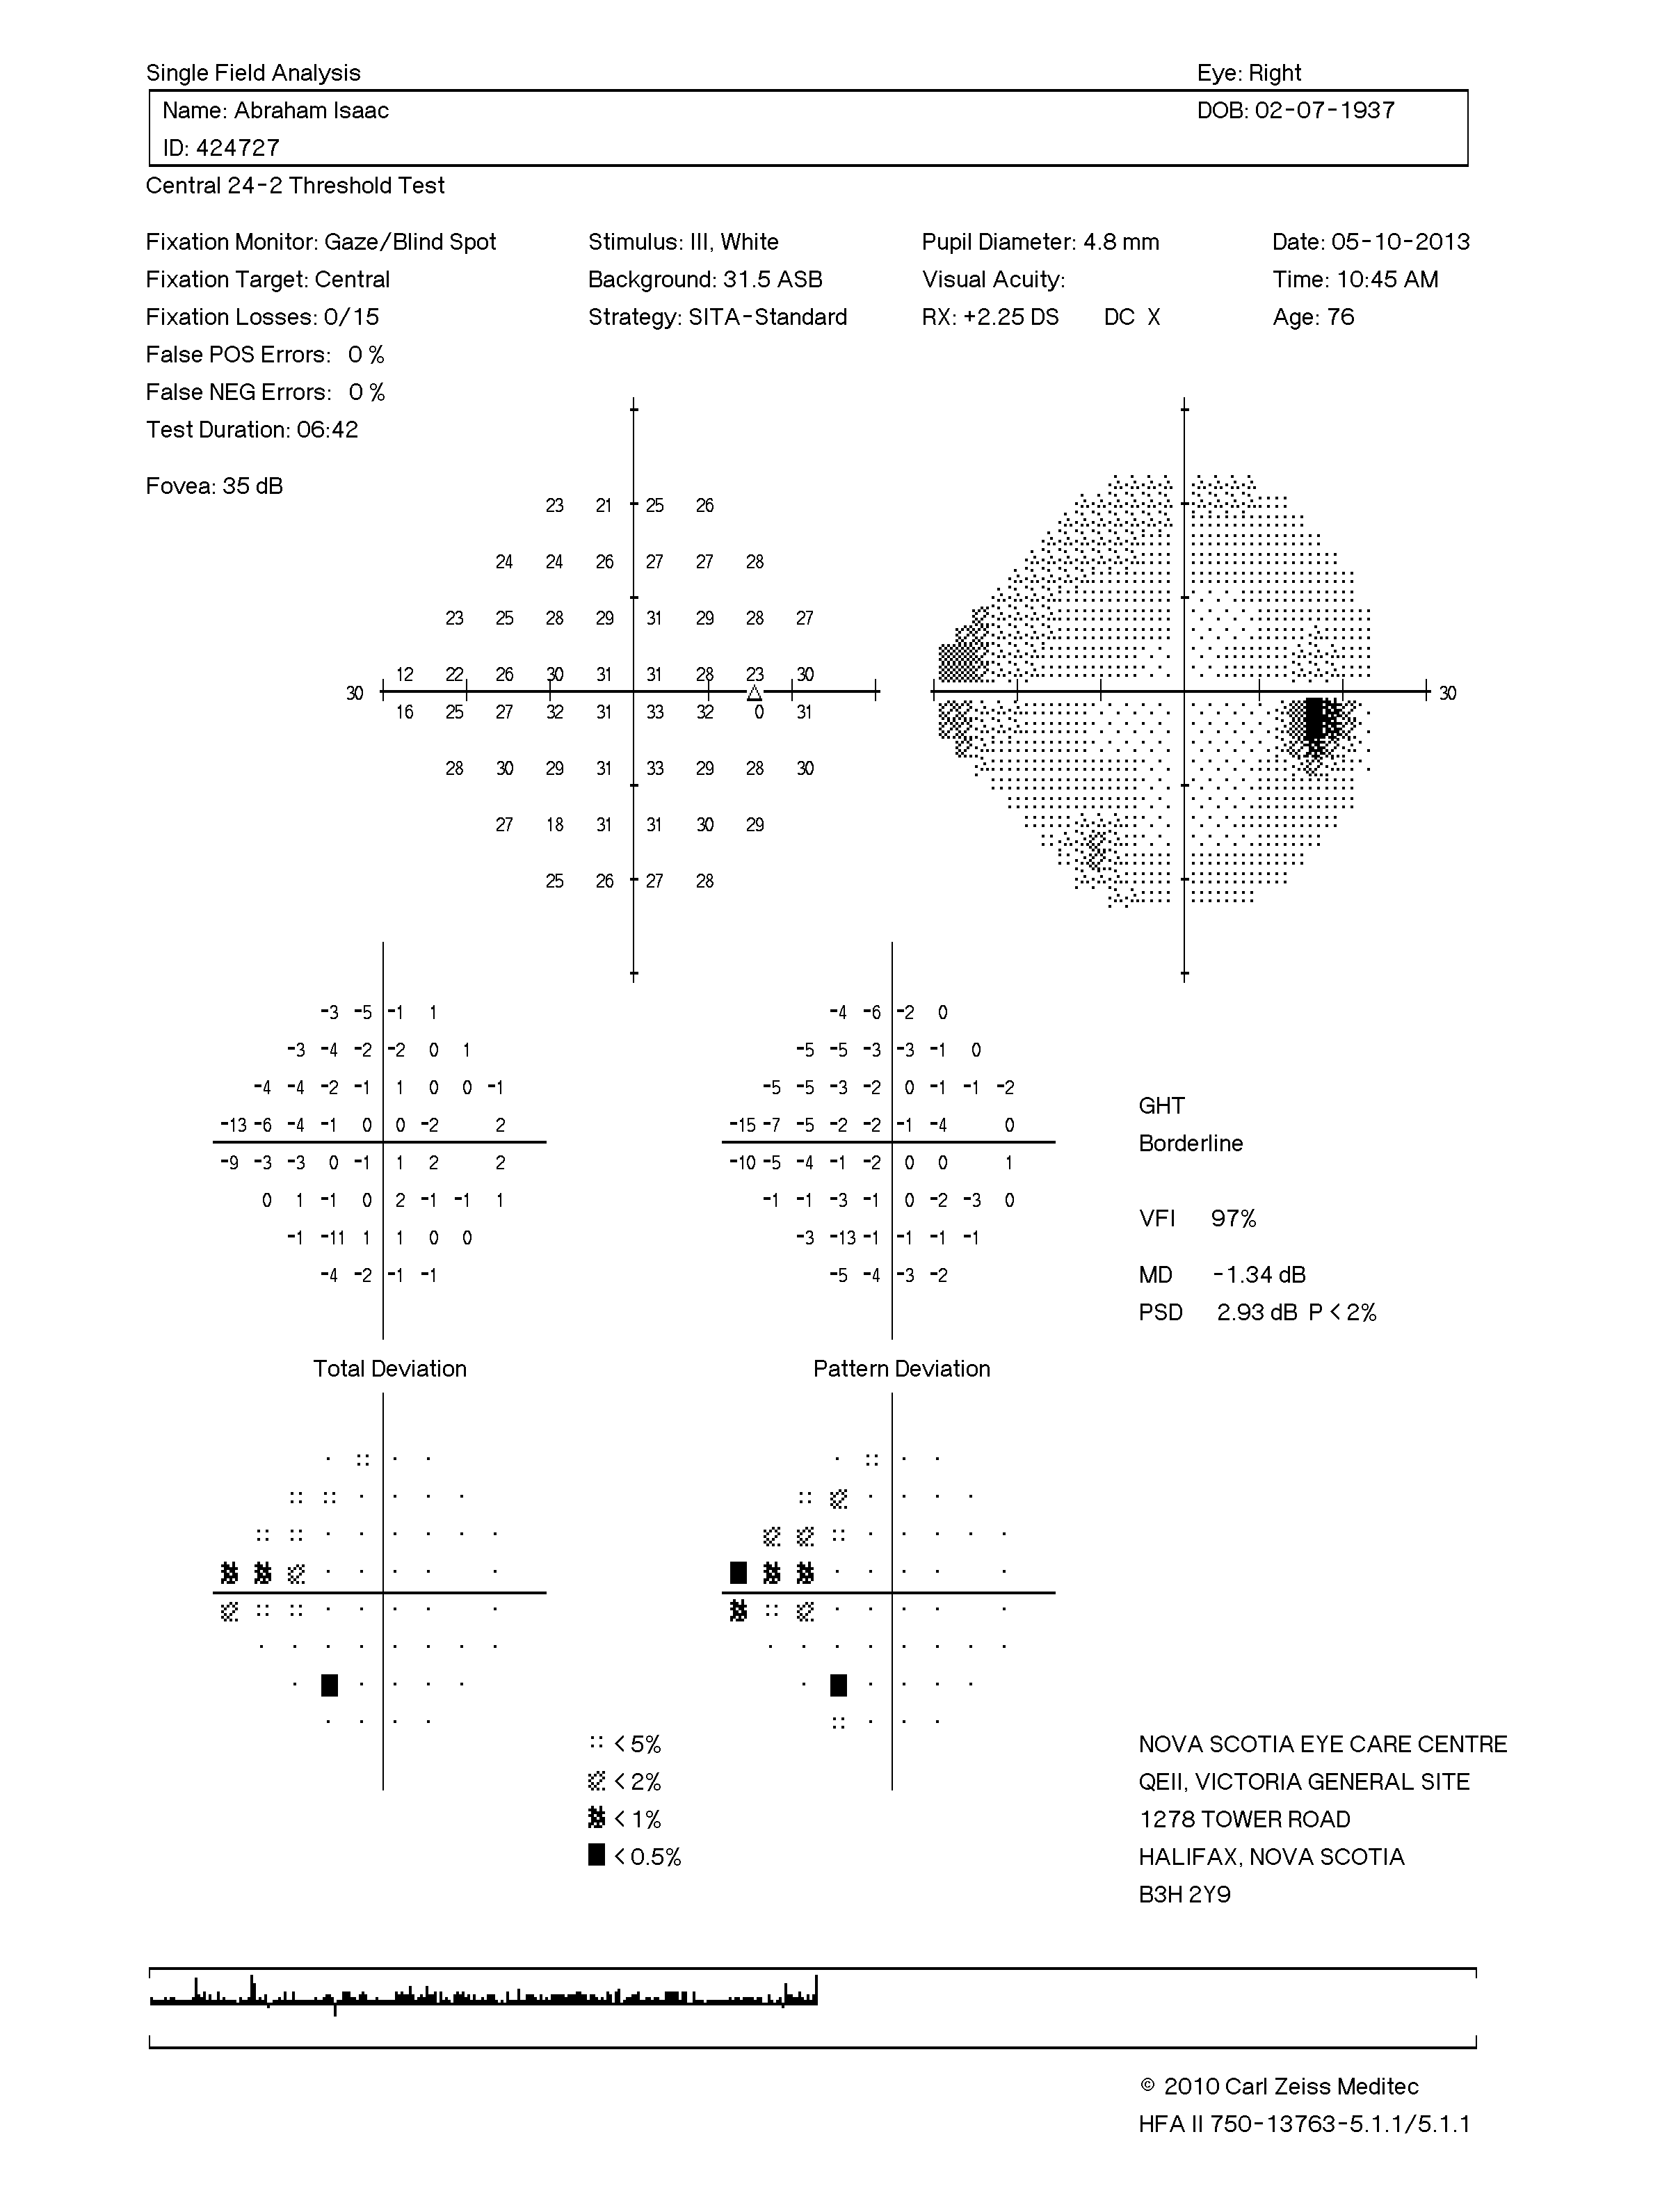 Single Field Analysis Eye: Right
Name: Abraham Isaac DOB: 02-07-1937
ID: 424727
Central 24-2 Threshold Test
Fixation Monitor: Gaze/Blind Spot Stimulus: III, White Pupil Diameter: 4.8 mm Date: 05-10-2013
Fixation Target: Central Background: 31.5 ASB Visual Acuity: Time: 10:45 AM
Fixation Losses: 0/15 Strategy: SITA-Standard RX: +2.25 DS DC X Age: 76
False POS Errors: 0 %
False NEG Errors: 0 %
Test Duration: 06:42
Fovea: 35 dB
23 21 25 26
24 24 26 27 27 28
23 25 28 29 31 29 28 27
12 22 26 30 31 31 28 23 30
30 30
16 25 27 32 31 33 32 0 31
28 30 29 31 33 29 28 30
27 18 31 31 30 29
25 26 27 28
-3 -5 -1 1 -4 -6 -2 0
-3 -4 -2 -2 0 1 -5 -5 -3 -3 -1 0
-4 -4 -2 -1 1 0 0 -1 -5 -5 -3 -2 0 -1 -1 -2
GHT
-13 -6 -4 -1 0 0 -2 2 -15 -7 -5 -2 -2 -1 -4 0
Borderline
-9 -3 -3 0 -1 1 2 2 -10 -5 -4 -1 -2 0 0 1
0 1 -1 0 2 -1 -1 1 -1 -1 -3 -1 0 -2 -3 0
VFI 97%
-1 -11 1 1 0 0 -3 -13 -1 -1 -1 -1
-4 -2 -1 -1 -5 -4 -3 -2
MD -1.34 dB
PSD 2.93 dB P < 2%
Total Deviation Pattern Deviation
< 5%
< 2%
< 1%
< 0.5%
NOVA SCOTIA EYE CARE CENTRE
QEII, VICTORIA GENERAL SITE
1278 TOWER ROAD
HALIFAX, NOVA SCOTIA
B3H 2Y9
© 2010 Carl Zeiss Meditec
HFA II 750-13763-5.1.1/5.1.1